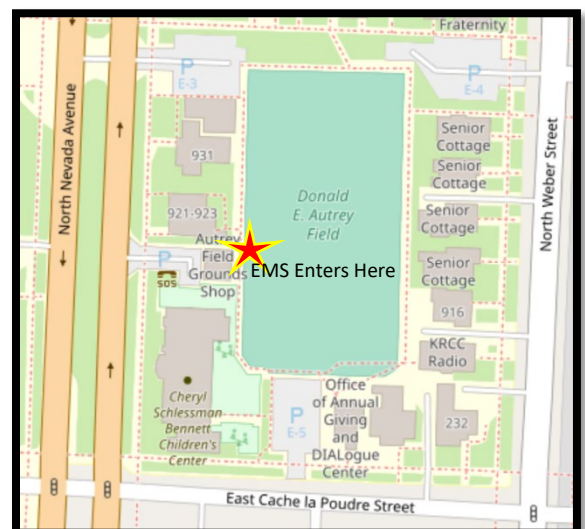 Fraternity
P
E-3
P
E-4
North Nevada Avenue
North Weber Street
931
Senior
Cottage
Senior
Cottage
Donald
E. Autrey
Field
921-923
Senior
Cottage
Autrey
Field
Grounds
Shop
P
SOS
EMS Enters Here
Senior
Cottage
916
KRCC
Radio
Cheryl
Schlessman
Bennett
Children's
Center
P
E-5
Office
of Annual
Giving
and
DIALogue
Center
232
East Cache la Poudre Street